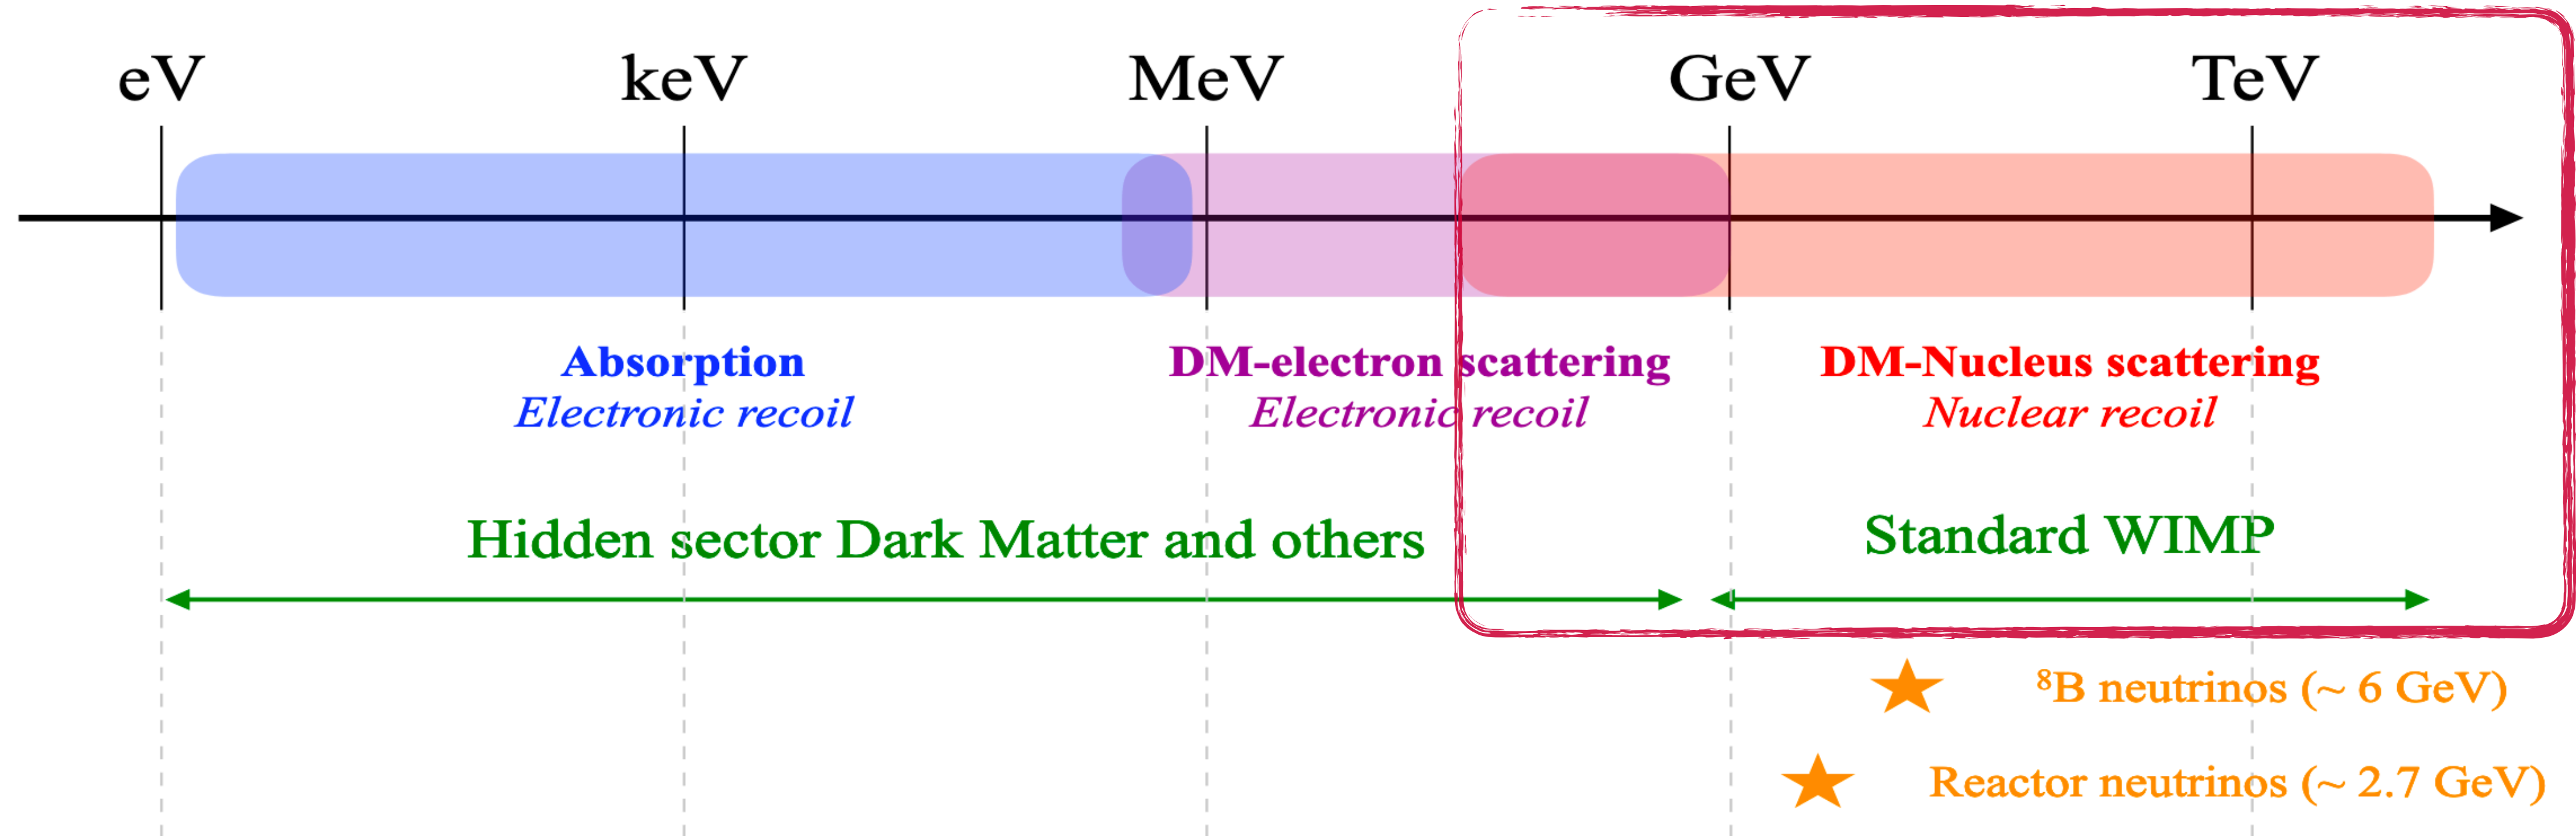 eV
keV
MeV
GeV
TeV
Absorption
Electronic recoil
DM-electron scattering
Electronic recoil
DM-Nucleus scattering
Nuclear recoil
Hidden sector Dark Matter and others
Standard WIMP
⁸B neutrinos (~ 6 GeV)
Reactor neutrinos (~ 2.7 GeV)